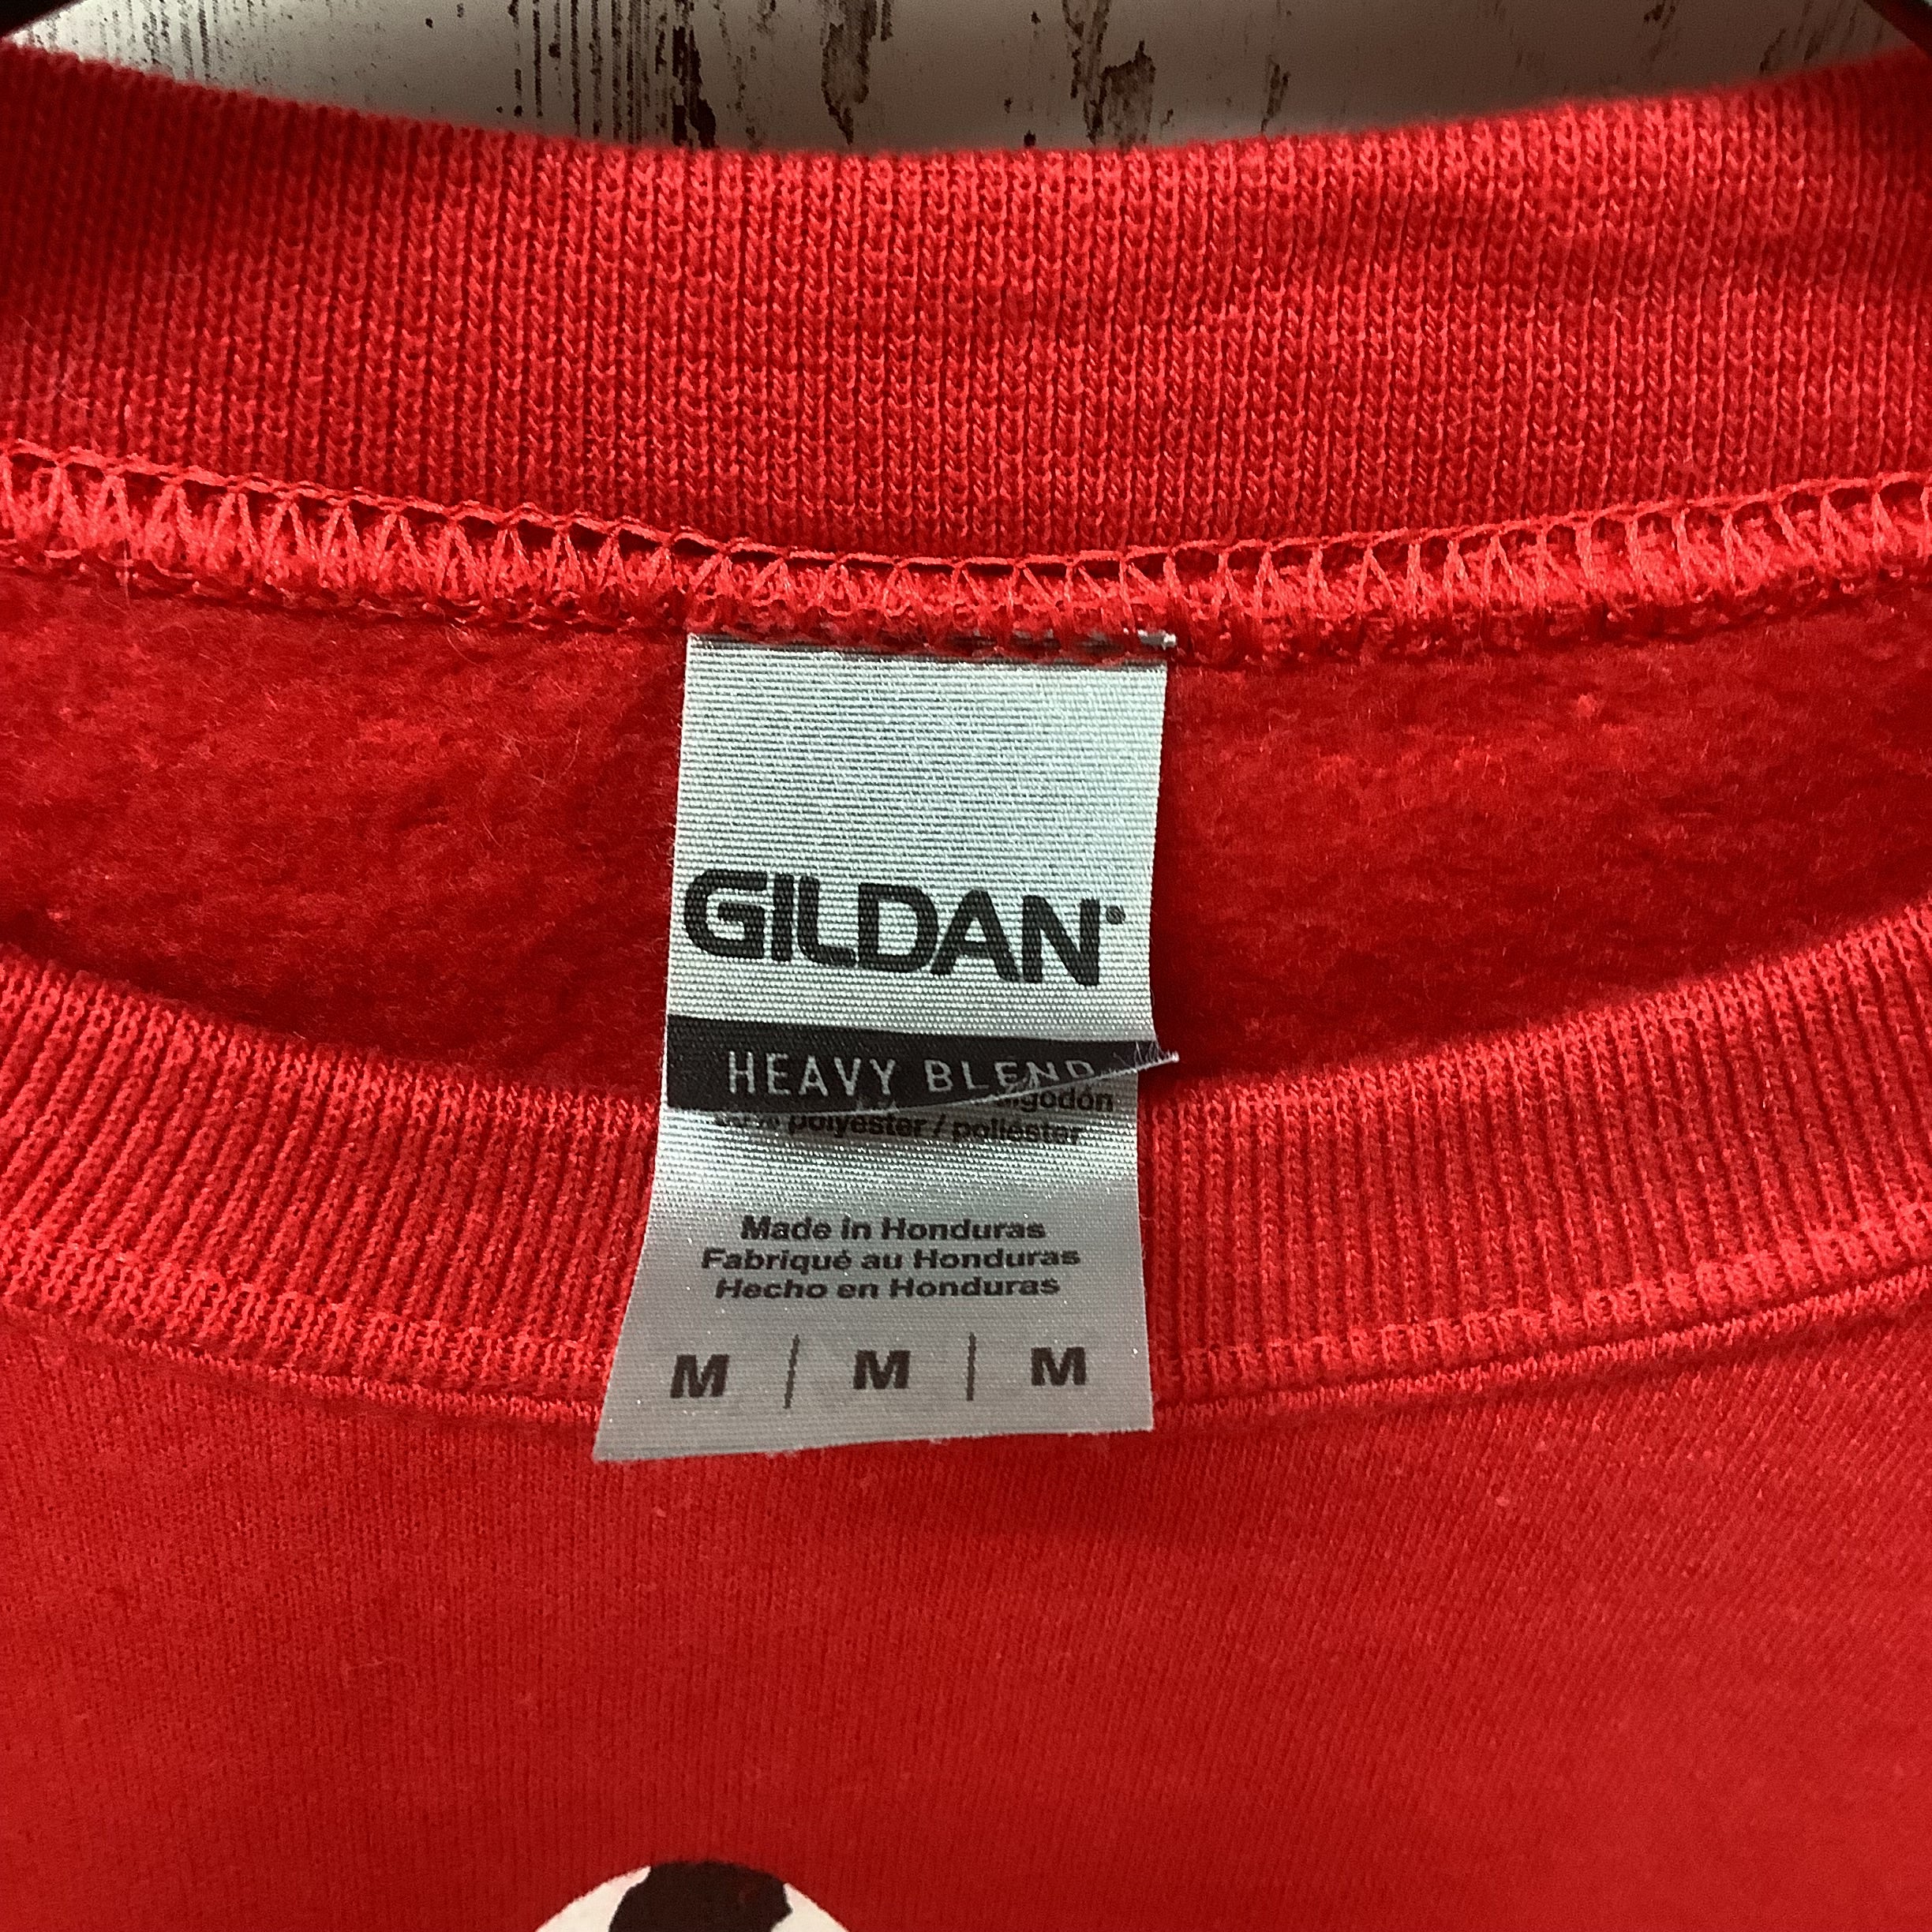 GILDAN®
HEAVY BLEND
polyester / poliéster
Made in Honduras
Fabriqué au Honduras
Hecho en Honduras
M | M | M